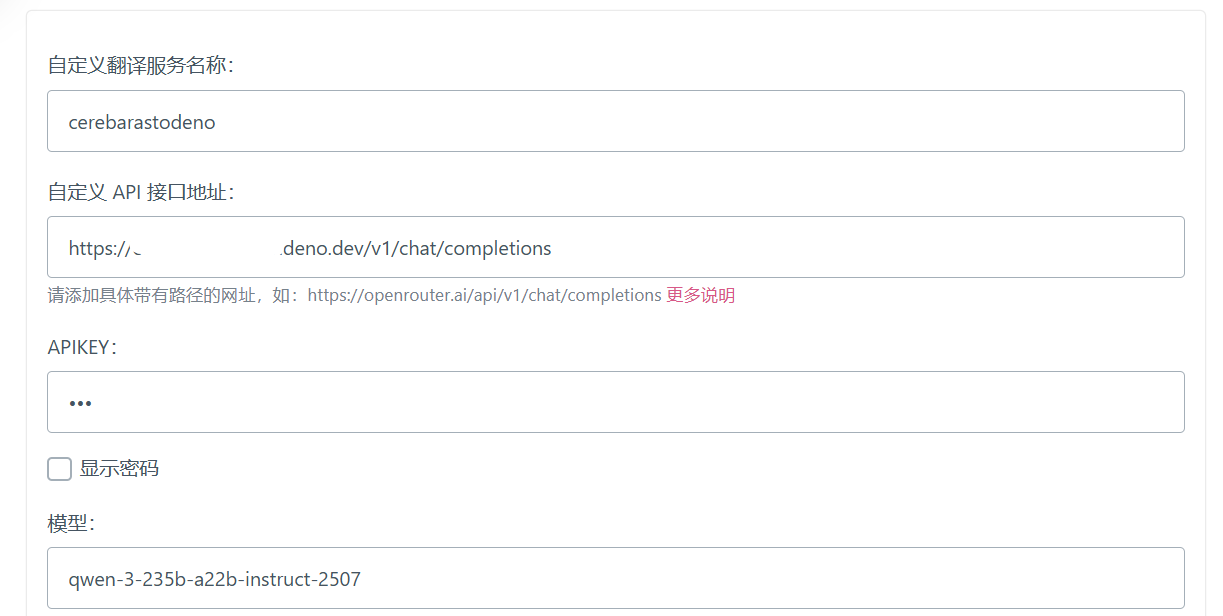 自定义翻译服务名称：
cerebarastodeno
自定义 API 接口地址：
https:// .deno.dev/v1/chat/completions
请添加具体带有路径的网址，如：https://openrouter.ai/api/v1/chat/completions 更多说明
APIKEY：
•••
显示密码
模型：
qwen-3-235b-a22b-instruct-2507